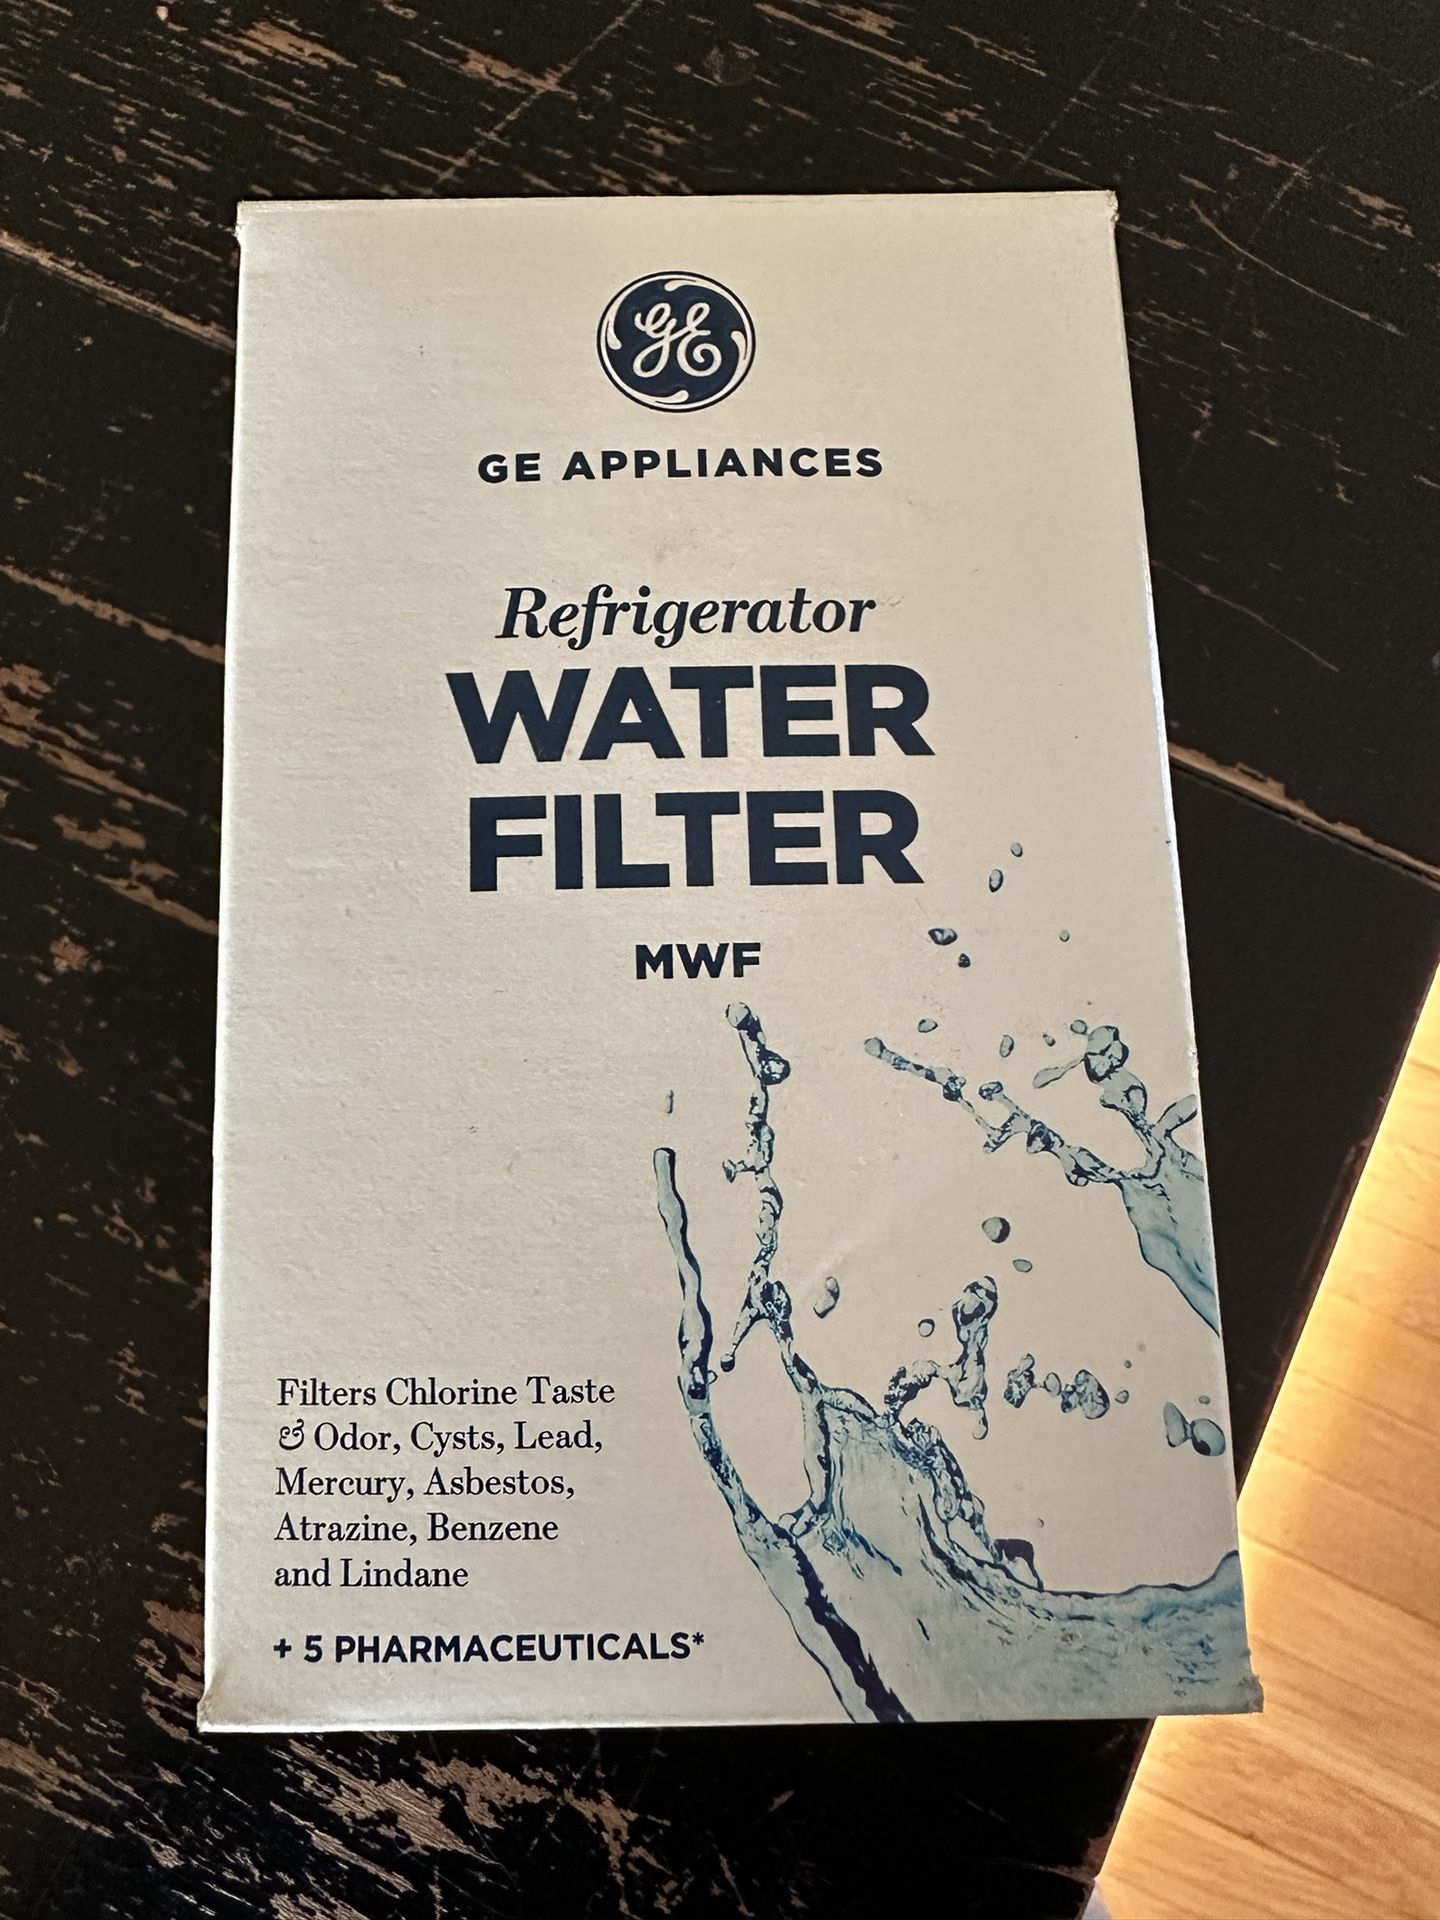 GE
GE APPLIANCES
Refrigerator
WATER
FILTER
MWF
Filters Chlorine Taste
& Odor, Cysts, Lead,
Mercury, Asbestos,
Atrazine, Benzene
and Lindane
+ 5 PHARMACEUTICALS*